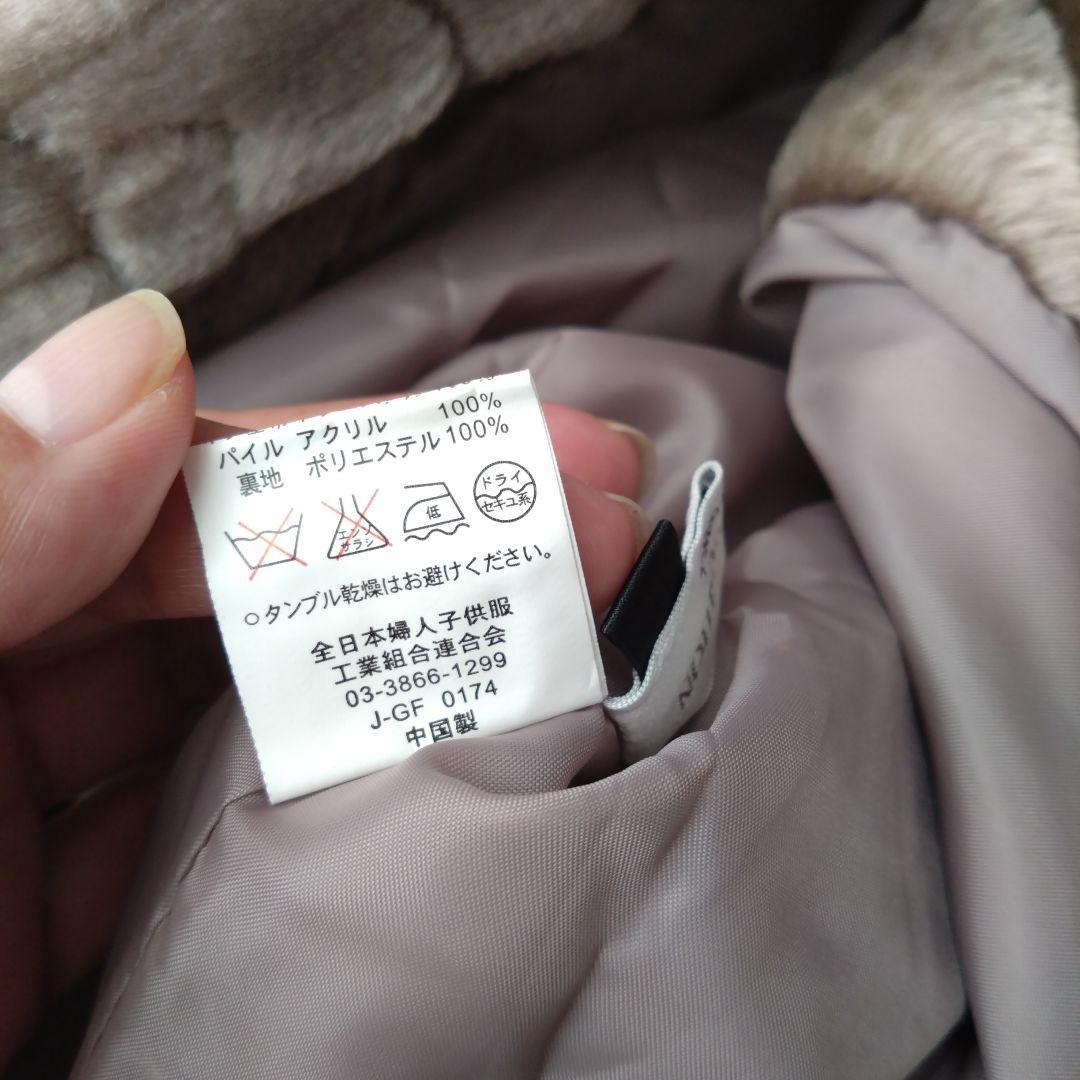 パイル アクリル 100%
裏地 ポリエステル100%
エンソ
サラシ
低
ドライ
セキユ系
○タンブル乾燥はお避けください。
全日本婦人子供服
工業組合連合会
03-3866-1299
J-GF 0174
中国製